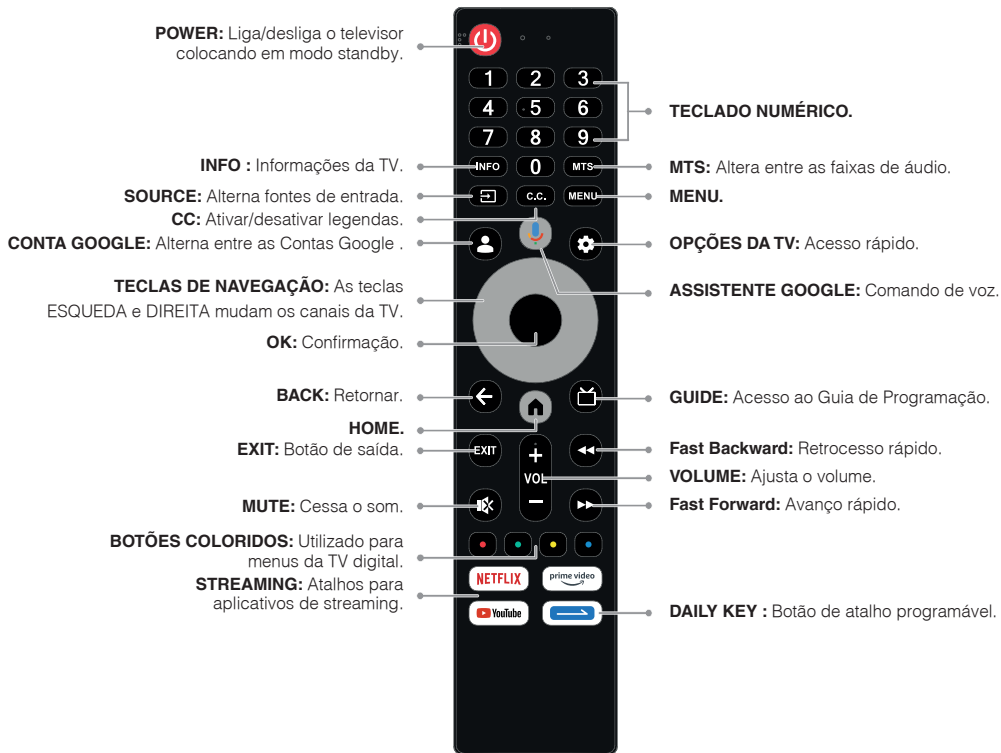 POWER: Liga/desliga o televisor
colocando em modo standby.
INFO : Informações da TV.
SOURCE: Alterna fontes de entrada.
CC: Ativar/desativar legendas.
CONTA GOOGLE: Alterna entre as Contas Google .
TECLAS DE NAVEGAÇÃO: As teclas
ESQUEDA e DIREITA mudam os canais da TV.
OK: Confirmação.
BACK: Retornar.
HOME.
EXIT: Botão de saída.
MUTE: Cessa o som.
BOTÕES COLORIDOS: Utilizado para
menus da TV digital.
STREAMING: Atalhos para
aplicativos de streaming.
1 2 3
4 5 6
7 8 9
INFO 0 MTS
C.C. MENU
EXIT
+
VOL
−
NETFLIX prime video
YouTube
TECLADO NUMÉRICO.
MTS: Altera entre as faixas de áudio.
MENU.
OPÇÕES DA TV: Acesso rápido.
ASSISTENTE GOOGLE: Comando de voz.
GUIDE: Acesso ao Guia de Programação.
Fast Backward: Retrocesso rápido.
VOLUME: Ajusta o volume.
Fast Forward: Avanço rápido.
DAILY KEY : Botão de atalho programável.